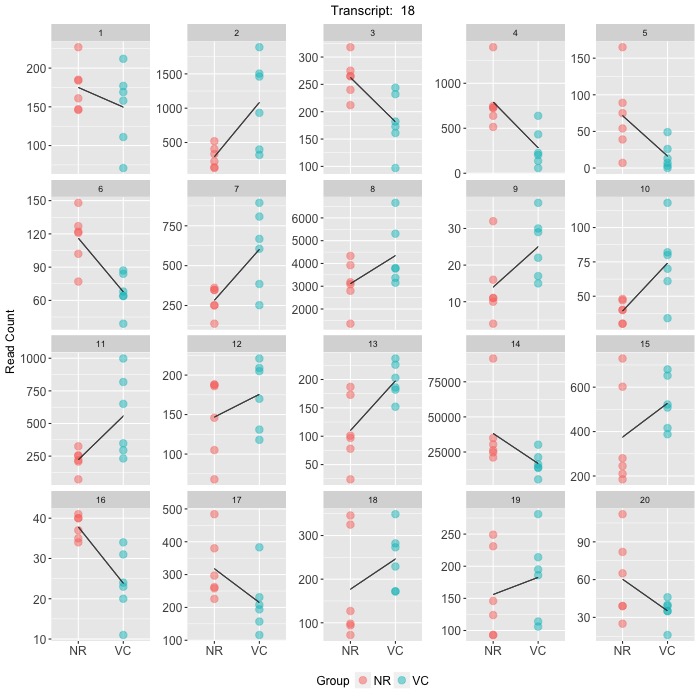 Transcript: 18
1 2 3 4 5
200 150 100
1500 1000 500
300 250 200 150 100
1000 500 0
150 100 50 0
6 7 8 9 10
150 120 90 60
750 500 250
6000 5000 4000 3000 2000
30 20 10
100 50
Read Count
11 12 13 14 15
1000 750 500 250
200 150 100
200 150 100 50
75000 50000 25000
600 400 200
16 17 18 19 20
40 30 20 10
500 400 300 200 100
300 200 100
250 200 150 100
90 60 30
NR VC NR VC NR VC NR VC NR VC
Group NR VC